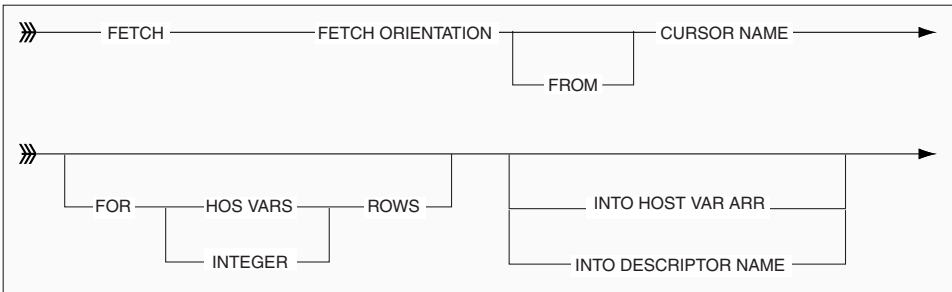 FETCH FETCH ORIENTATION CURSOR NAME
FROM
INTO HOST VAR ARR
FOR HOS VARS ROWS
INTEGER
INTO DESCRIPTOR NAME